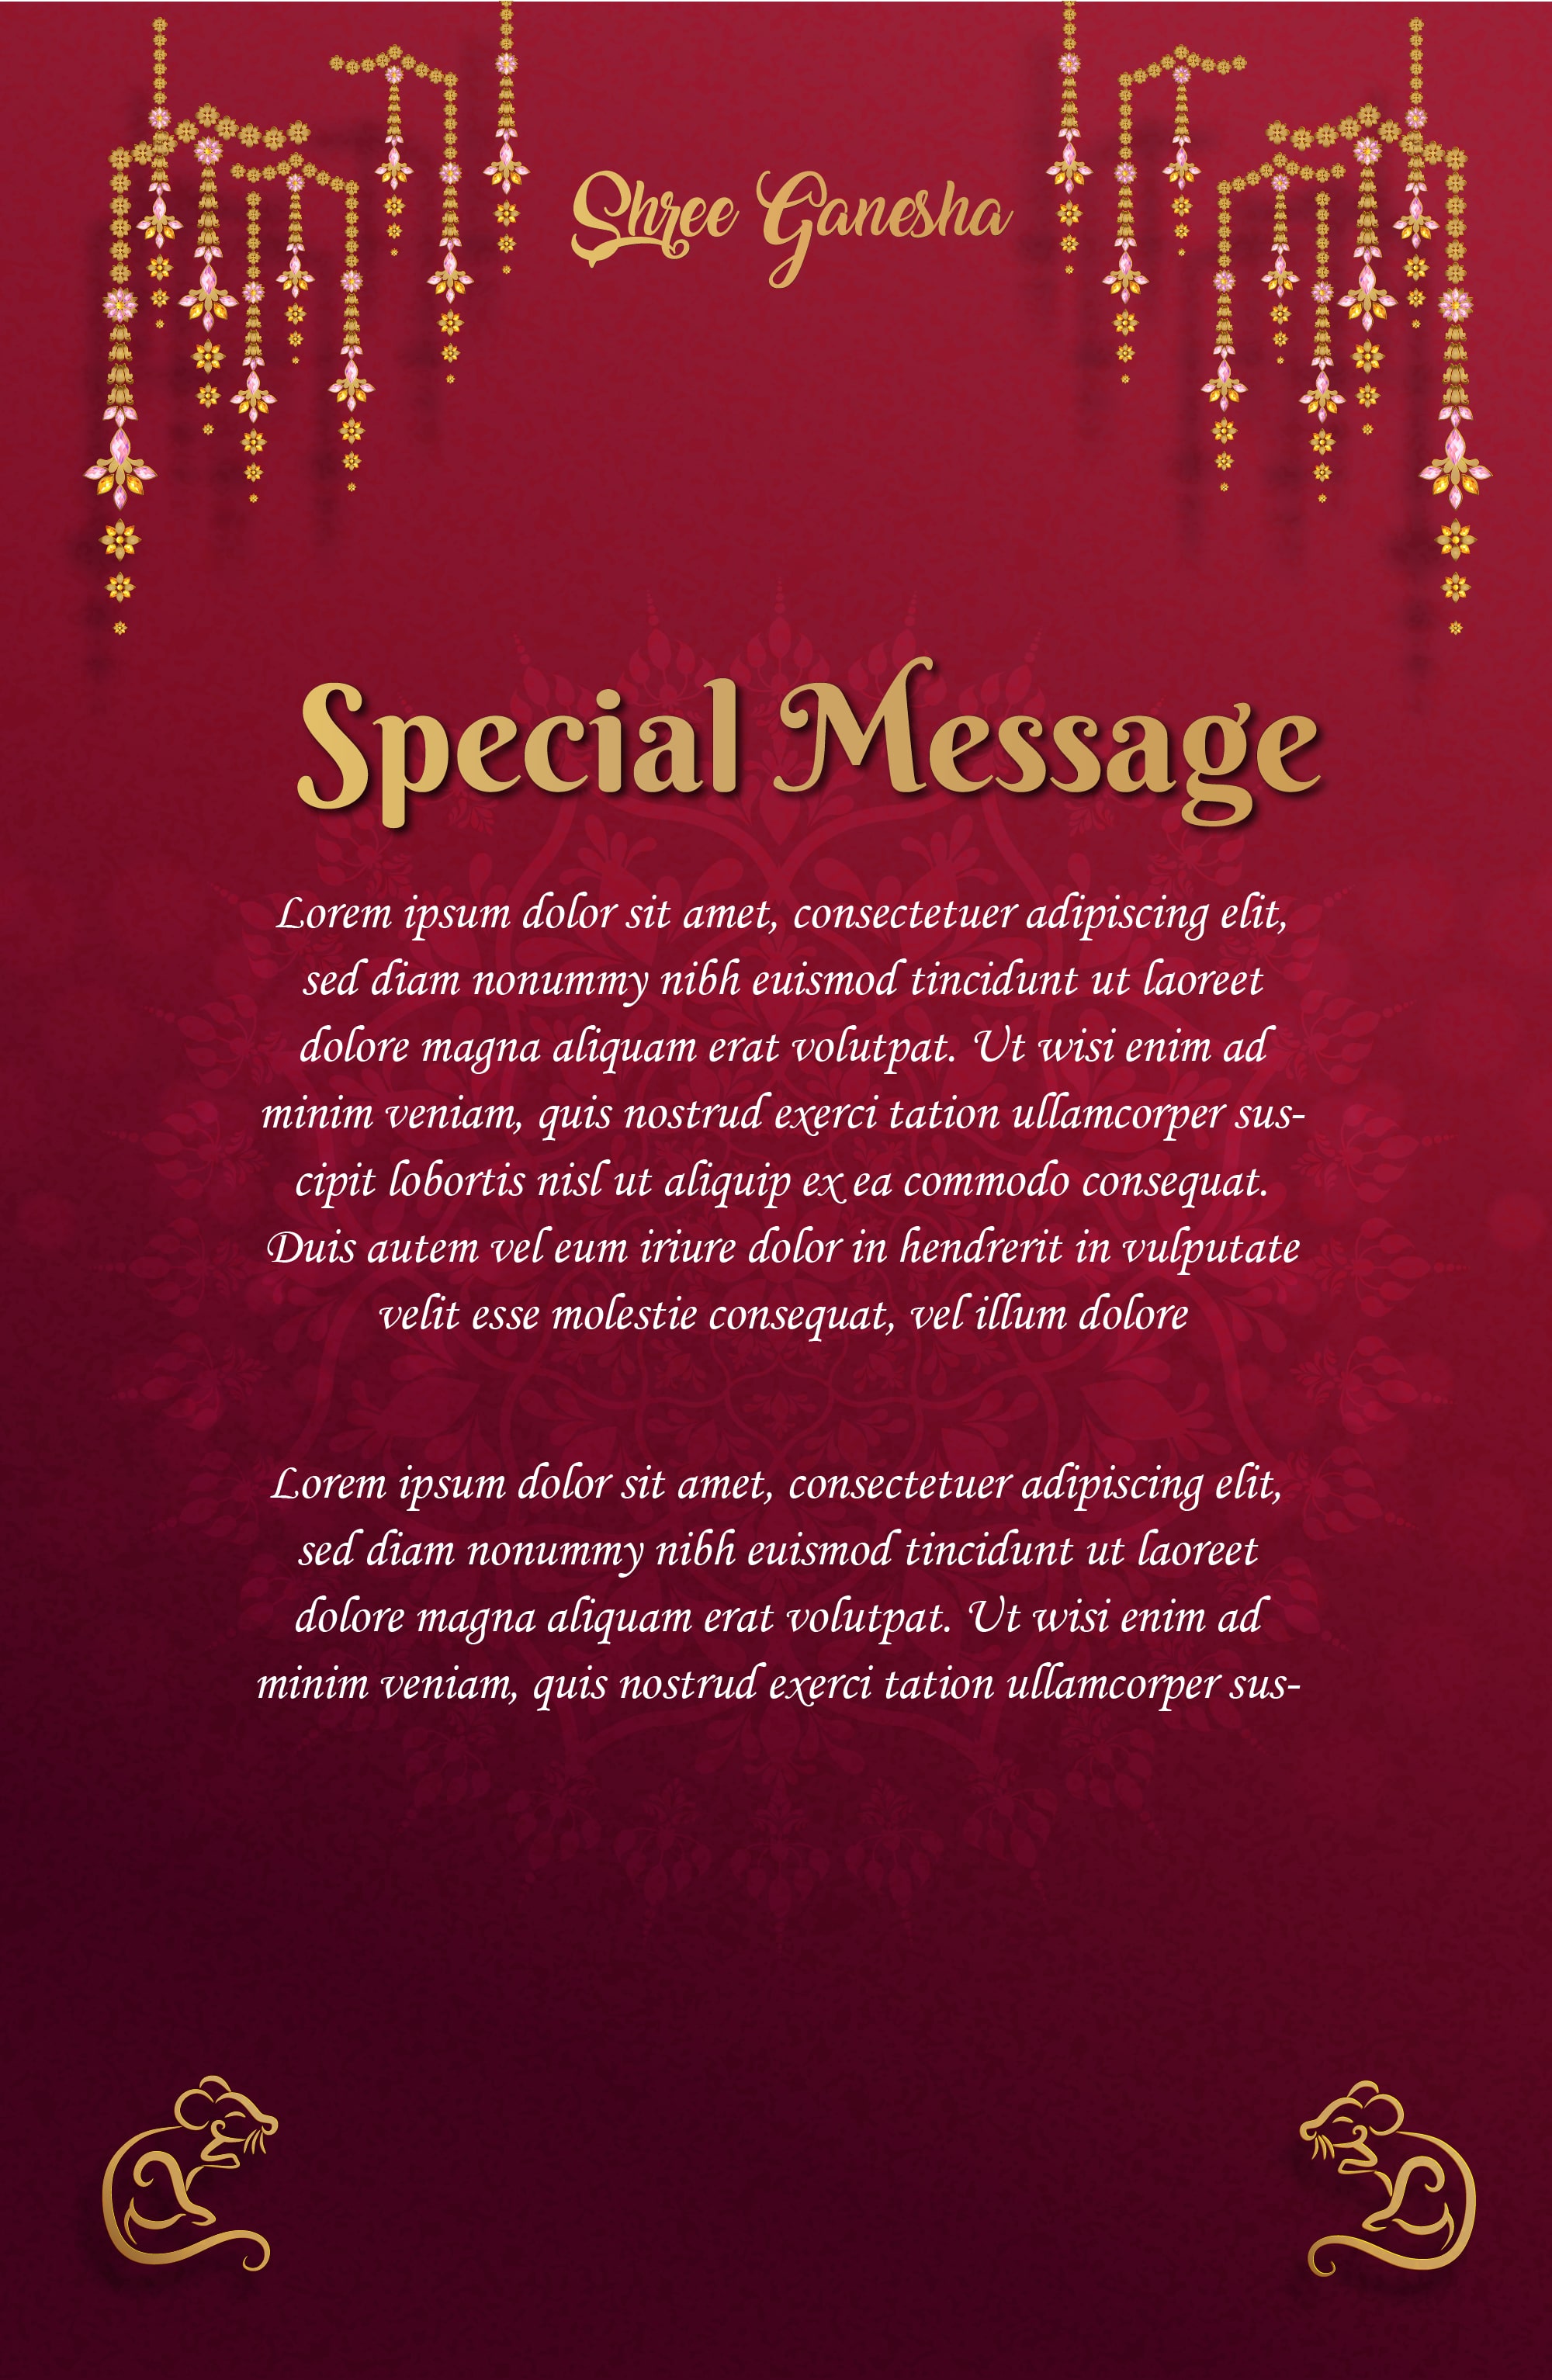 Shree Ganesha
Special Message
Lorem ipsum dolor sit amet, consectetuer adipiscing elit,
sed diam nonummy nibh euismod tincidunt ut laoreet
dolore magna aliquam erat volutpat. Ut wisi enim ad
minim veniam, quis nostrud exerci tation ullamcorper sus-
cipit lobortis nisl ut aliquip ex ea commodo consequat.
Duis autem vel eum iriure dolor in hendrerit in vulputate
velit esse molestie consequat, vel illum dolore
Lorem ipsum dolor sit amet, consectetuer adipiscing elit,
sed diam nonummy nibh euismod tincidunt ut laoreet
dolore magna aliquam erat volutpat. Ut wisi enim ad
minim veniam, quis nostrud exerci tation ullamcorper sus-